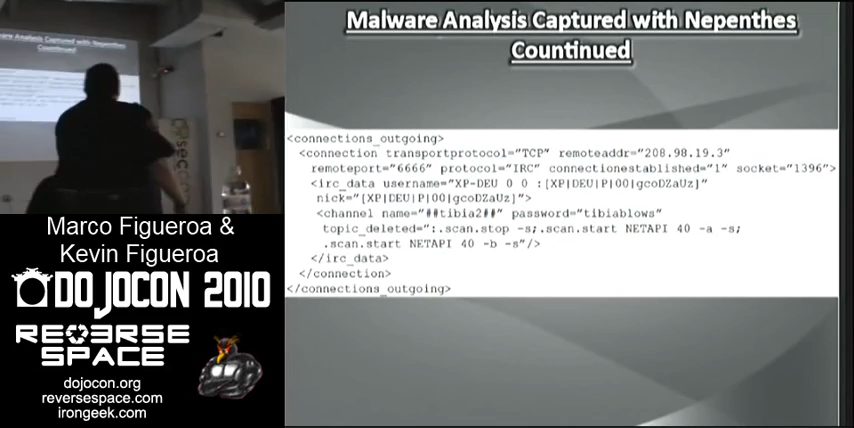 Malware Analysis Captured with Nepenthes
Countinued
<connections_outgoing>
<connection transportprotocol="TCP" remoteaddr="208.98.19.3"
remoteport="6666" protocol="IRC" connectionestablished="1" socket="1396">
<irc_data username="XP-DEU 0 0 :[XP|DEU|P|00|gcoDZaUz]"
nick="[XP|DEU|P|00|gcoDZaUz]">
<channel name="##tibia2##" password="tibiablows"
topic_deleted=":.scan.stop -s;.scan.start NETAPI 40 -a -s;
.scan.start NETAPI 40 -b -s"/>
</irc_data>
</connection>
</connections_outgoing>
Marco Figueroa &
Kevin Figueroa
DOJOCON 2010
REVERSE
SPACE
dojocon.org
reversespace.com
irongeek.com